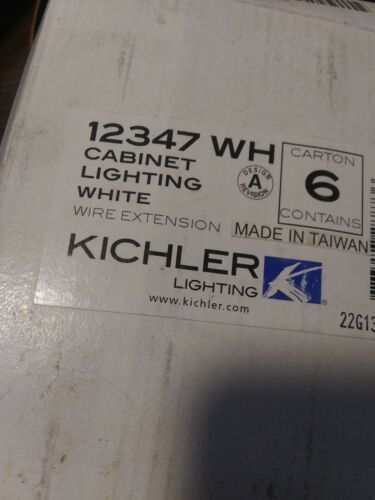 12347 WH
CABINET
LIGHTING
WHITE
WIRE EXTENSION
DESIGN
A
REVISION
CARTON
6
CONTAINS
MADE IN TAIWAN
KICHLER
LIGHTING
®
www.kichler.com
22G13